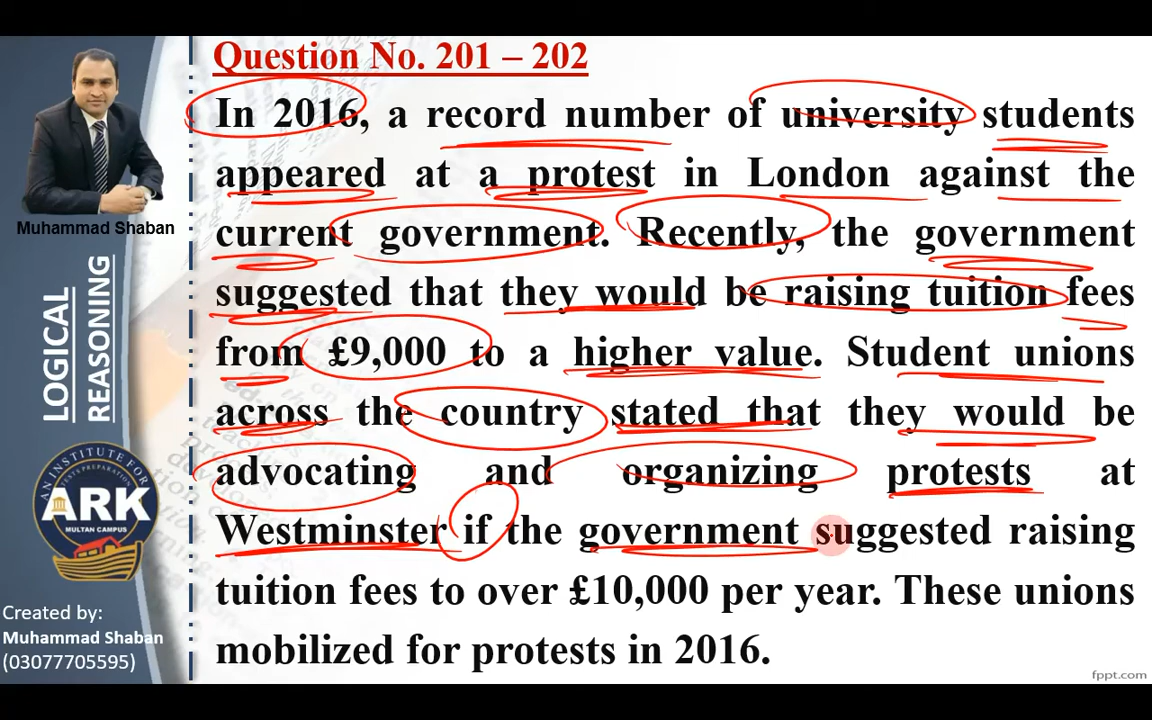 Question No. 201 – 202
In 2016, a record number of university students
appeared at a protest in London against the
current government. Recently, the government
suggested that they would be raising tuition fees
from £9,000 to a higher value. Student unions
across the country stated that they would be
advocating and organizing protests at
Westminster if the government suggested raising
tuition fees to over £10,000 per year. These unions
mobilized for protests in 2016.
Muhammad Shaban
LOGICAL
REASONING
AN INSTITUTE FOR
TESTS PREPARATION
ARK
MULTAN CAMPUS
Created by:
Muhammad Shaban
(03077705595)
fppt.com